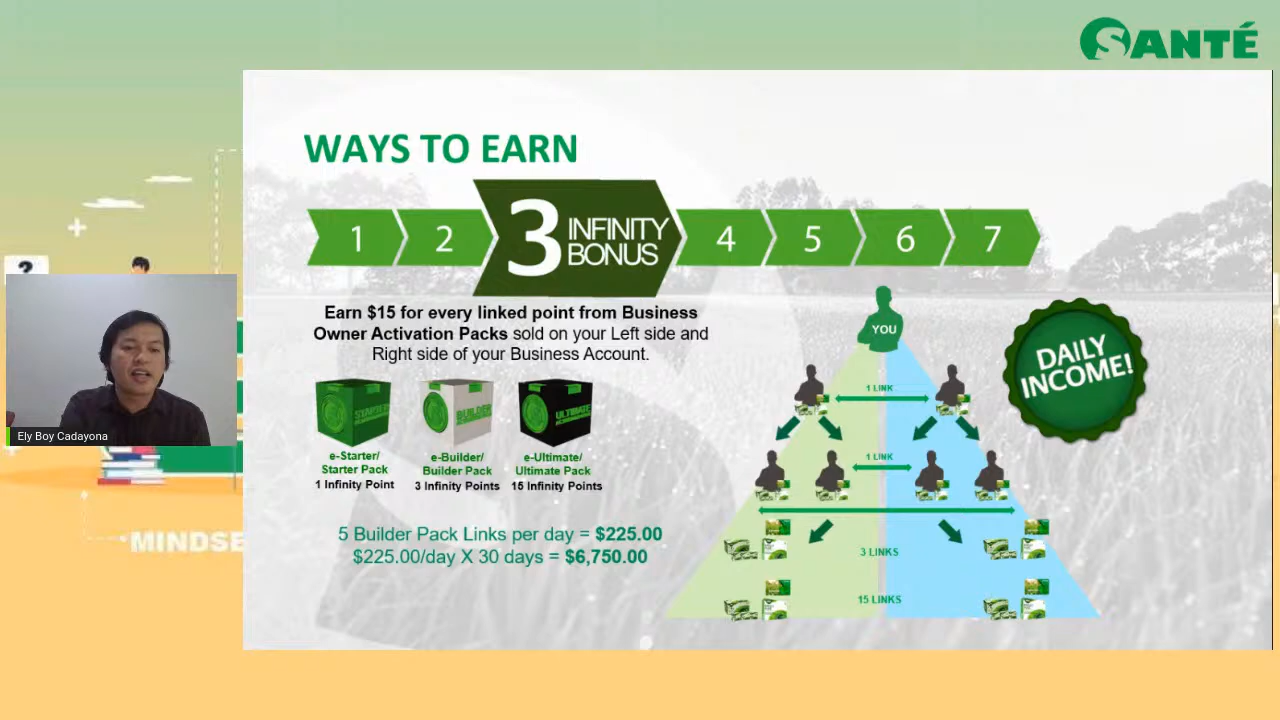 SANTÉ
WAYS TO EARN
1
2
3 INFINITY
BONUS
4
5
6
7
Earn $15 for every linked point from Business
Owner Activation Packs sold on your Left side and
Right side of your Business Account.
STARTER
BUILDER
ULTIMATE
e-Starter/
Starter Pack
1 Infinity Point
e-Builder/
Builder Pack
3 Infinity Points
e-Ultimate/
Ultimate Pack
15 Infinity Points
5 Builder Pack Links per day = $225.00
$225.00/day X 30 days = $6,750.00
YOU
1 LINK
1 LINK
3 LINKS
15 LINKS
DAILY
INCOME!
?
Ely Boy Cadayona
MINDSE